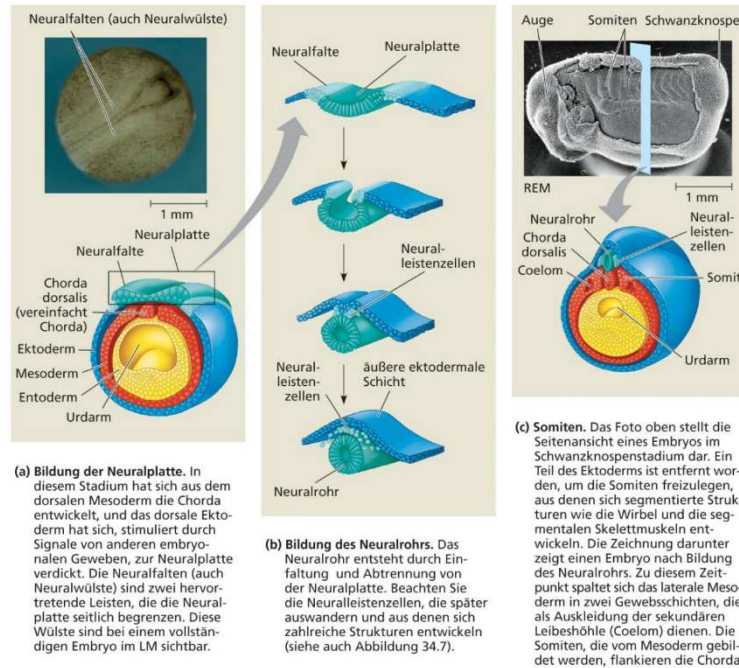 Neuralfalten (auch Neuralwülste)
1 mm
Neuralplatte
Neuralfalte
Chorda
dorsalis
(vereinfacht
Chorda)
Ektoderm
Mesoderm
Entoderm
Urdarm
(a) Bildung der Neuralplatte. In
diesem Stadium hat sich aus dem
dorsalen Mesoderm die Chorda
entwickelt, und das dorsale Ekto-
derm hat sich, stimuliert durch
Signale von anderen embryo-
nalen Geweben, zur Neuralplatte
verdickt. Die Neuralfalten (auch
Neuralwülste) sind zwei hervor-
tretende Leisten, die die Neural-
platte seitlich begrenzen. Diese
Wülste sind bei einem vollstän-
digen Embryo im LM sichtbar.
Neuralfalte
Neuralplatte
Neural-
leistenzellen
Neural-
leisten-
zellen
äußere ektodermale
Schicht
Neuralrohr
(b) Bildung des Neuralrohrs. Das
Neuralrohr entsteht durch Ein-
faltung und Abtrennung von
der Neuralplatte. Beachten Sie
die Neuralleistenzellen, die später
auswandern und aus denen sich
zahlreiche Strukturen entwickeln
(siehe auch Abbildung 34.7).
Auge Somiten Schwanzknospe
REM
1 mm
Neuralrohr
Chorda
dorsalis
Coelom
Neural-
leisten-
zellen
Somit
Urdarm
(c) Somiten. Das Foto oben stellt die
Seitenansicht eines Embryos im
Schwanzknospenstadium dar. Ein
Teil des Ektoderms ist entfernt wor-
den, um die Somiten freizulegen,
aus denen sich segmentierte Struk-
turen wie die Wirbel und die seg-
mentalen Skelettmuskeln ent-
wickeln. Die Zeichnung darunter
zeigt einen Embryo nach Bildung
des Neuralrohrs. Zu diesem Zeit-
punkt spaltet sich das laterale Meso-
derm in zwei Gewebsschichten, die
als Auskleidung der sekundären
Leibeshöhle (Coelom) dienen. Die
Somiten, die vom Mesoderm gebil-
det werden, flankieren die Chorda